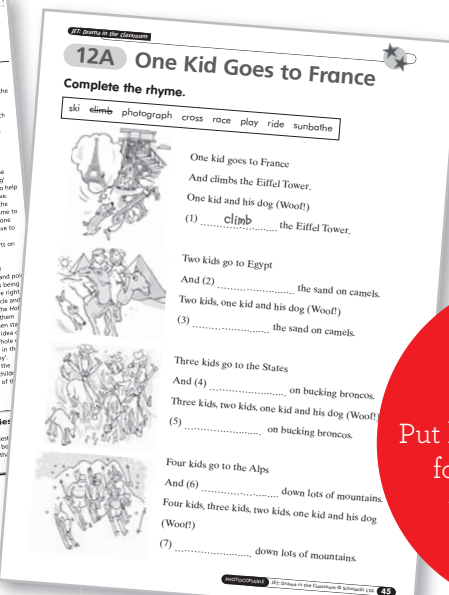 JET: Drama in the Classroom
12A One Kid Goes to France
Complete the rhyme.
ski climb photograph cross race play ride sunbathe
One kid goes to France
And climbs the Eiffel Tower.
One kid and his dog (Woof!)
(1) climb the Eiffel Tower.
Two kids go to Egypt
And (2) ........................ the sand on camels.
Two kids, one kid and his dog (Woof!)
(3) ........................ the sand on camels.
Three kids go to the States
And (4) ........................ on bucking broncos.
Three kids, two kids, one kid and his dog (Woof!
(5) ........................ on bucking broncos.
Four kids go to the Alps
And (6) ........................ down lots of mountains.
Four kids, three kids, two kids, one kid and his dog
(Woof!)
(7) ........................ down lots of mountains.
PHOTOCOPIABLE JET: Drama in the Classroom © Scholastic Ltd. 45
Put